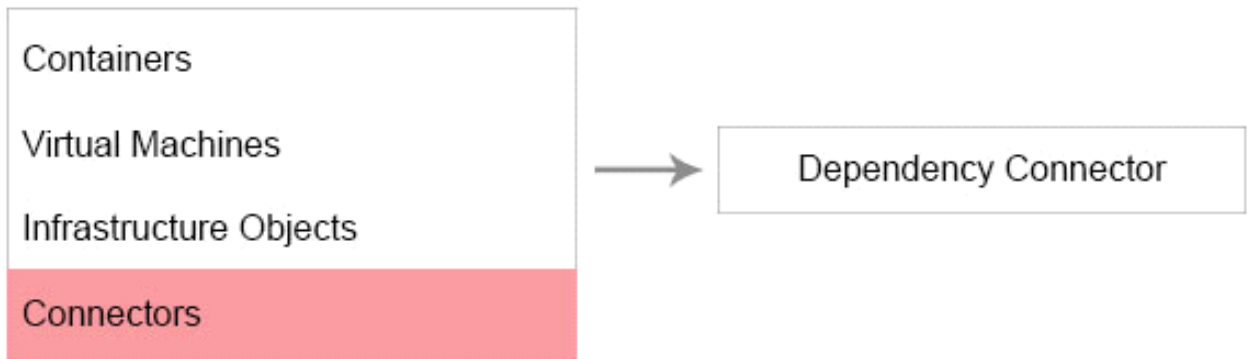 Containers
Virtual Machines
Infrastructure Objects
Connectors
Dependency Connector